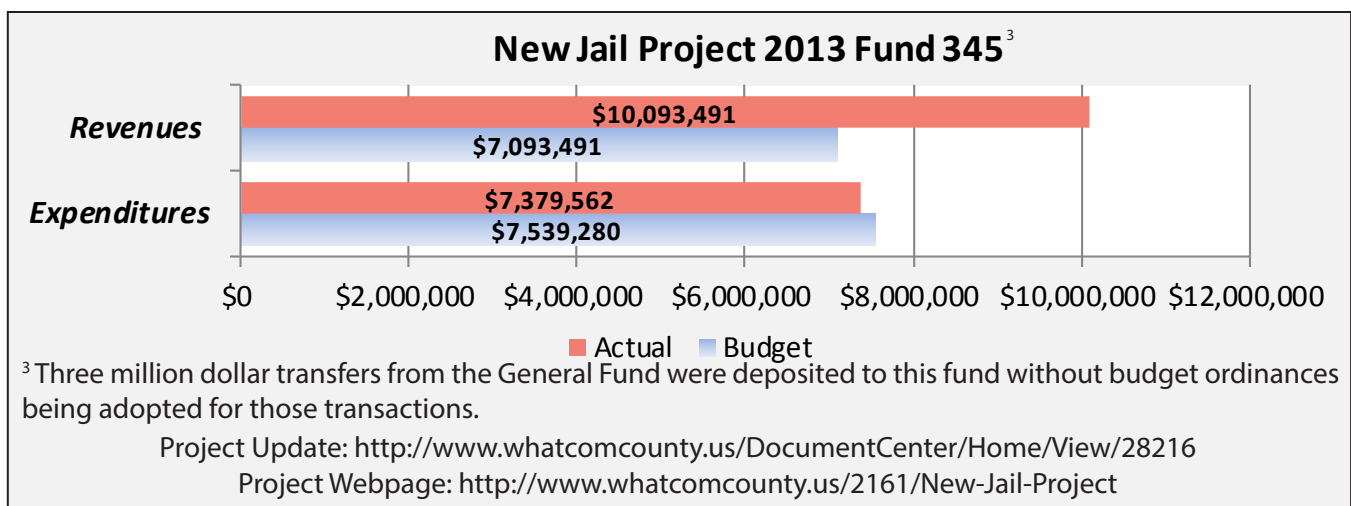 New Jail Project 2013 Fund 345³
Revenues
$10,093,491
$7,093,491
Expenditures
$7,379,562
$7,539,280
$0 $2,000,000 $4,000,000 $6,000,000 $8,000,000 $10,000,000 $12,000,000
Actual Budget
³ Three million dollar transfers from the General Fund were deposited to this fund without budget ordinances
being adopted for those transactions.
Project Update: http://www.whatcomcounty.us/DocumentCenter/Home/View/28216
Project Webpage: http://www.whatcomcounty.us/2161/New-Jail-Project